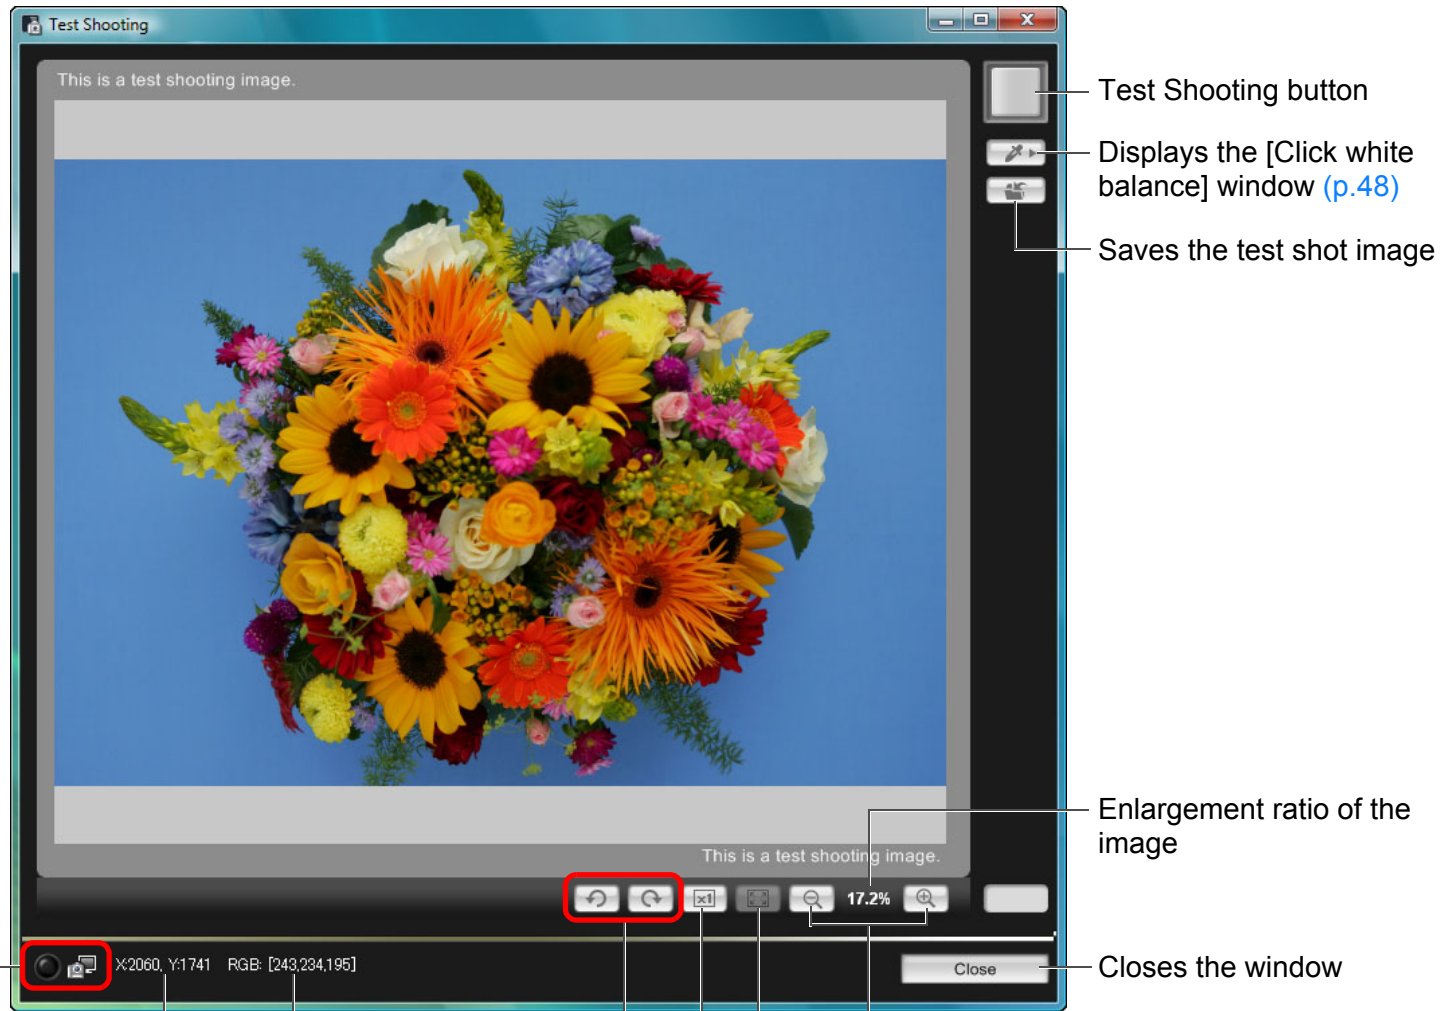 Test Shooting
This is a test shooting image.
Test Shooting button
Displays the [Click white
balance] window (p.48)
Saves the test shot image
Enlargement ratio of the
image
This is a test shooting image.
x1
17.2%
X:2060, Y:1741 RGB: [243,234,195]
Close
Closes the window